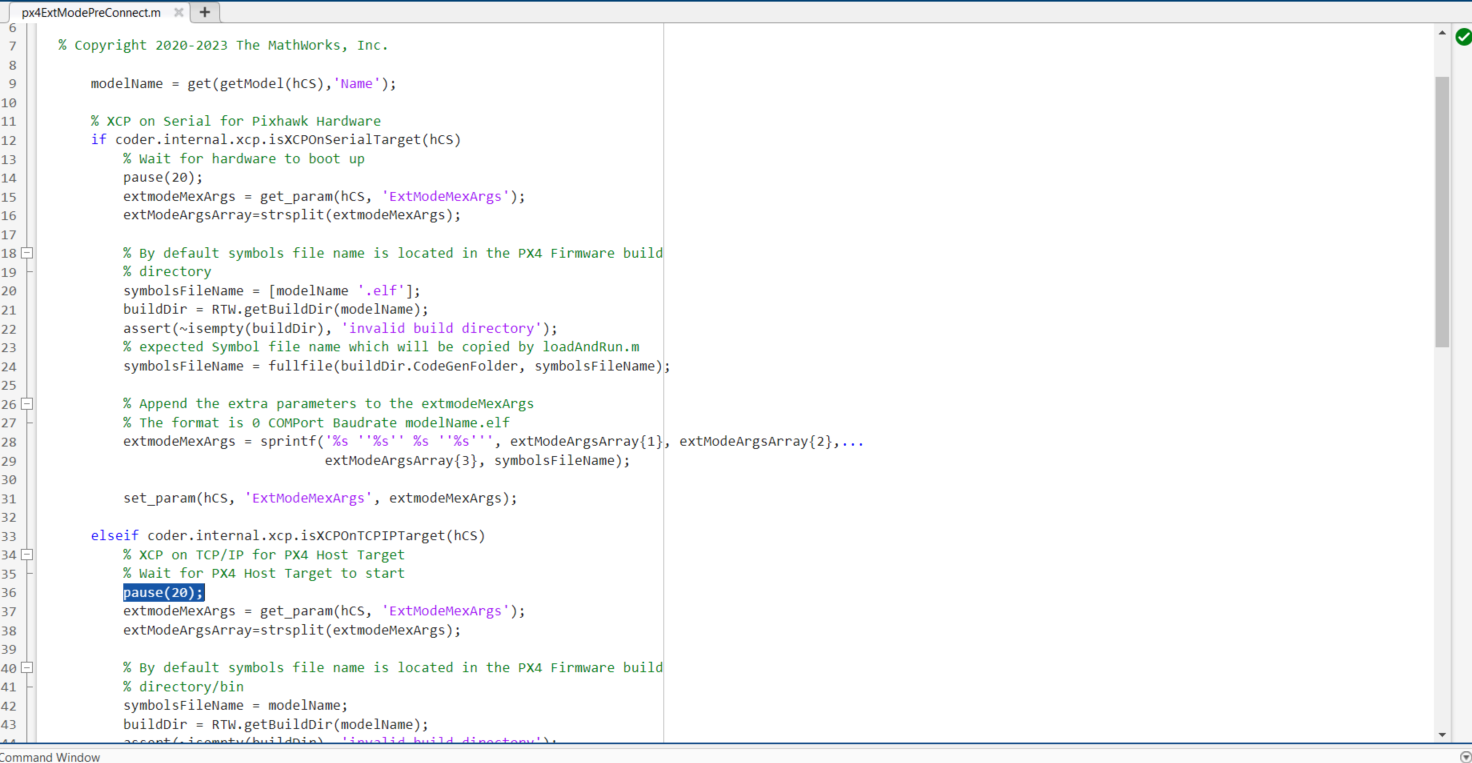 px4ExtModePreConnect.m × +
6
7 % Copyright 2020-2023 The MathWorks, Inc.
8
9 modelName = get(getModel(hCS),'Name');
10
11 % XCP on Serial for Pixhawk Hardware
12 if coder.internal.xcp.isXCPOnSerialTarget(hCS)
13 % Wait for hardware to boot up
14 pause(20);
15 extmodeMexArgs = get_param(hCS, 'ExtModeMexArgs');
16 extModeArgsArray=strsplit(extmodeMexArgs);
17
18 % By default symbols file name is located in the PX4 Firmware build
19 % directory
20 symbolsFileName = [modelName '.elf'];
21 buildDir = RTW.getBuildDir(modelName);
22 assert(~isempty(buildDir), 'invalid build directory');
23 % expected Symbol file name which will be copied by loadAndRun.m
24 symbolsFileName = fullfile(buildDir.CodeGenFolder, symbolsFileName);
25
26 % Append the extra parameters to the extmodeMexArgs
27 % The format is 0 COMPort Baudrate modelName.elf
28 extmodeMexArgs = sprintf('%s ''%s'' %s ''%s''', extModeArgsArray{1}, extModeArgsArray{2},...
29 extModeArgsArray{3}, symbolsFileName);
30
31 set_param(hCS, 'ExtModeMexArgs', extmodeMexArgs);
32
33 elseif coder.internal.xcp.isXCPOnTCPIPTarget(hCS)
34 % XCP on TCP/IP for PX4 Host Target
35 % Wait for PX4 Host Target to start
36 pause(20);
37 extmodeMexArgs = get_param(hCS, 'ExtModeMexArgs');
38 extModeArgsArray=strsplit(extmodeMexArgs);
39
40 % By default symbols file name is located in the PX4 Firmware build
41 % directory/bin
42 symbolsFileName = modelName;
43 buildDir = RTW.getBuildDir(modelName);
44 assert(~isempty(buildDir), 'invalid build directory');
Command Window